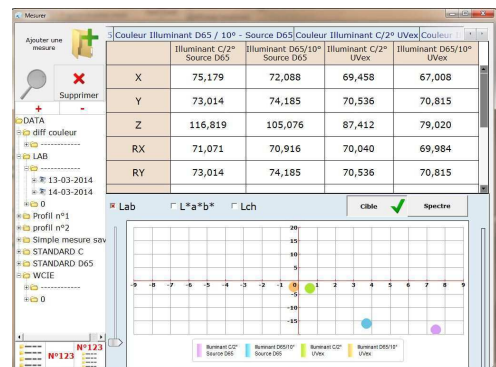 Mesurer
Ajouter une
mesure
Supprimer
+
-
DATA
diff couleur
------------
LAB
------------
13-03-2014
14-03-2014
0
Profil n°1
profil n°2
Simple mesure sav
STANDARD C
STANDARD D65
WCIE
------------
0
N°123
N°123
5 Couleur Illuminant D65 / 10° - Source D65 Couleur Illuminant C/2° UVex Couleur I
Illuminant C/2° Source D65 Illuminant D65/10° Source D65 Illuminant C/2° UVex Illuminant D65/10° UVex
X 75,179 72,088 69,458 67,008
Y 73,014 74,185 70,536 70,815
Z 116,819 105,076 87,412 79,020
RX 71,071 70,916 70,040 69,984
RY 73,014 74,185 70,536 70,815
Lab L*a*b* Lch Cible Spectre
20
15
10
5
-9 -8 -7 -6 -5 -4 -3 -2 -1 0 1 2 3 4 5 6 7 8 9
-5
-10
-15
Illuminant C/2° Source D65 Illuminant D65/10° Source D65 Illuminant C/2° UVex Illuminant D65/10° UVex